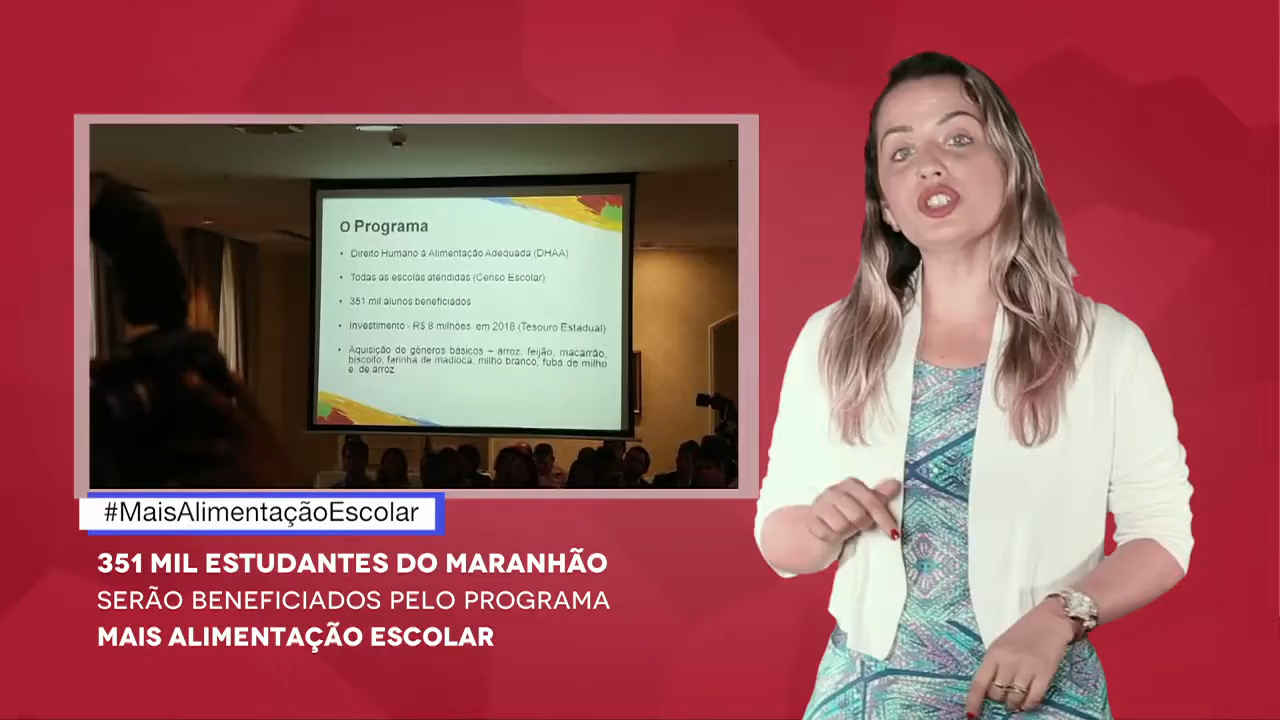 O Programa
• Direito Humano à Alimentação Adequada (DHAA)
• Todas as escolas atendidas (Censo Escolar)
• 351 mil alunos beneficiados
• Investimento - R$ 8 milhões em 2018 (Tesouro Estadual)
• Aquisição de gêneros básicos – arroz, feijão, macarrão,
biscoito, farinha de madioca, milho branco, fubá de milho
e de arroz
#MaisAlimentaçãoEscolar
351 MIL ESTUDANTES DO MARANHÃO
SERÃO BENEFICIADOS PELO PROGRAMA
MAIS ALIMENTAÇÃO ESCOLAR